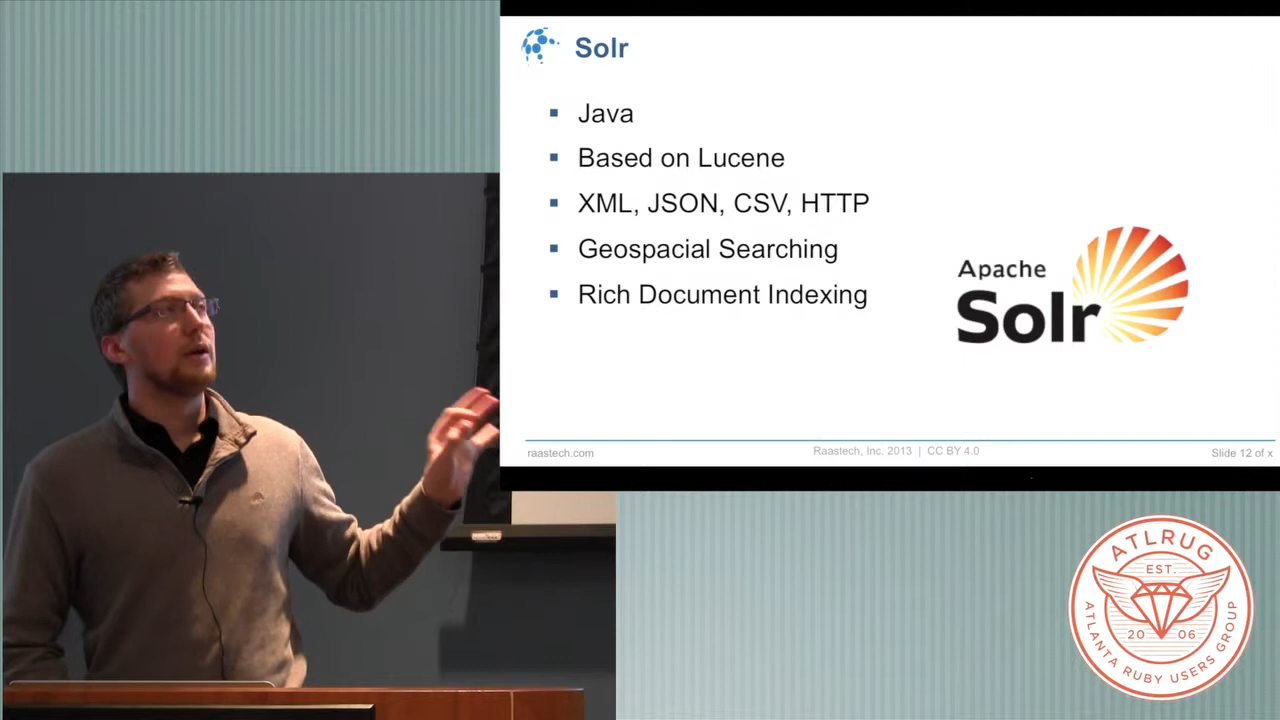 Solr
Java
Based on Lucene
XML, JSON, CSV, HTTP
Geospacial Searching
Rich Document Indexing
Apache
Solr
raastech.com
Raastech, Inc. 2013 | CC BY 4.0
Slide 12 of x
ATLRUG
EST.
20 06
ATLANTA RUBY USERS GROUP